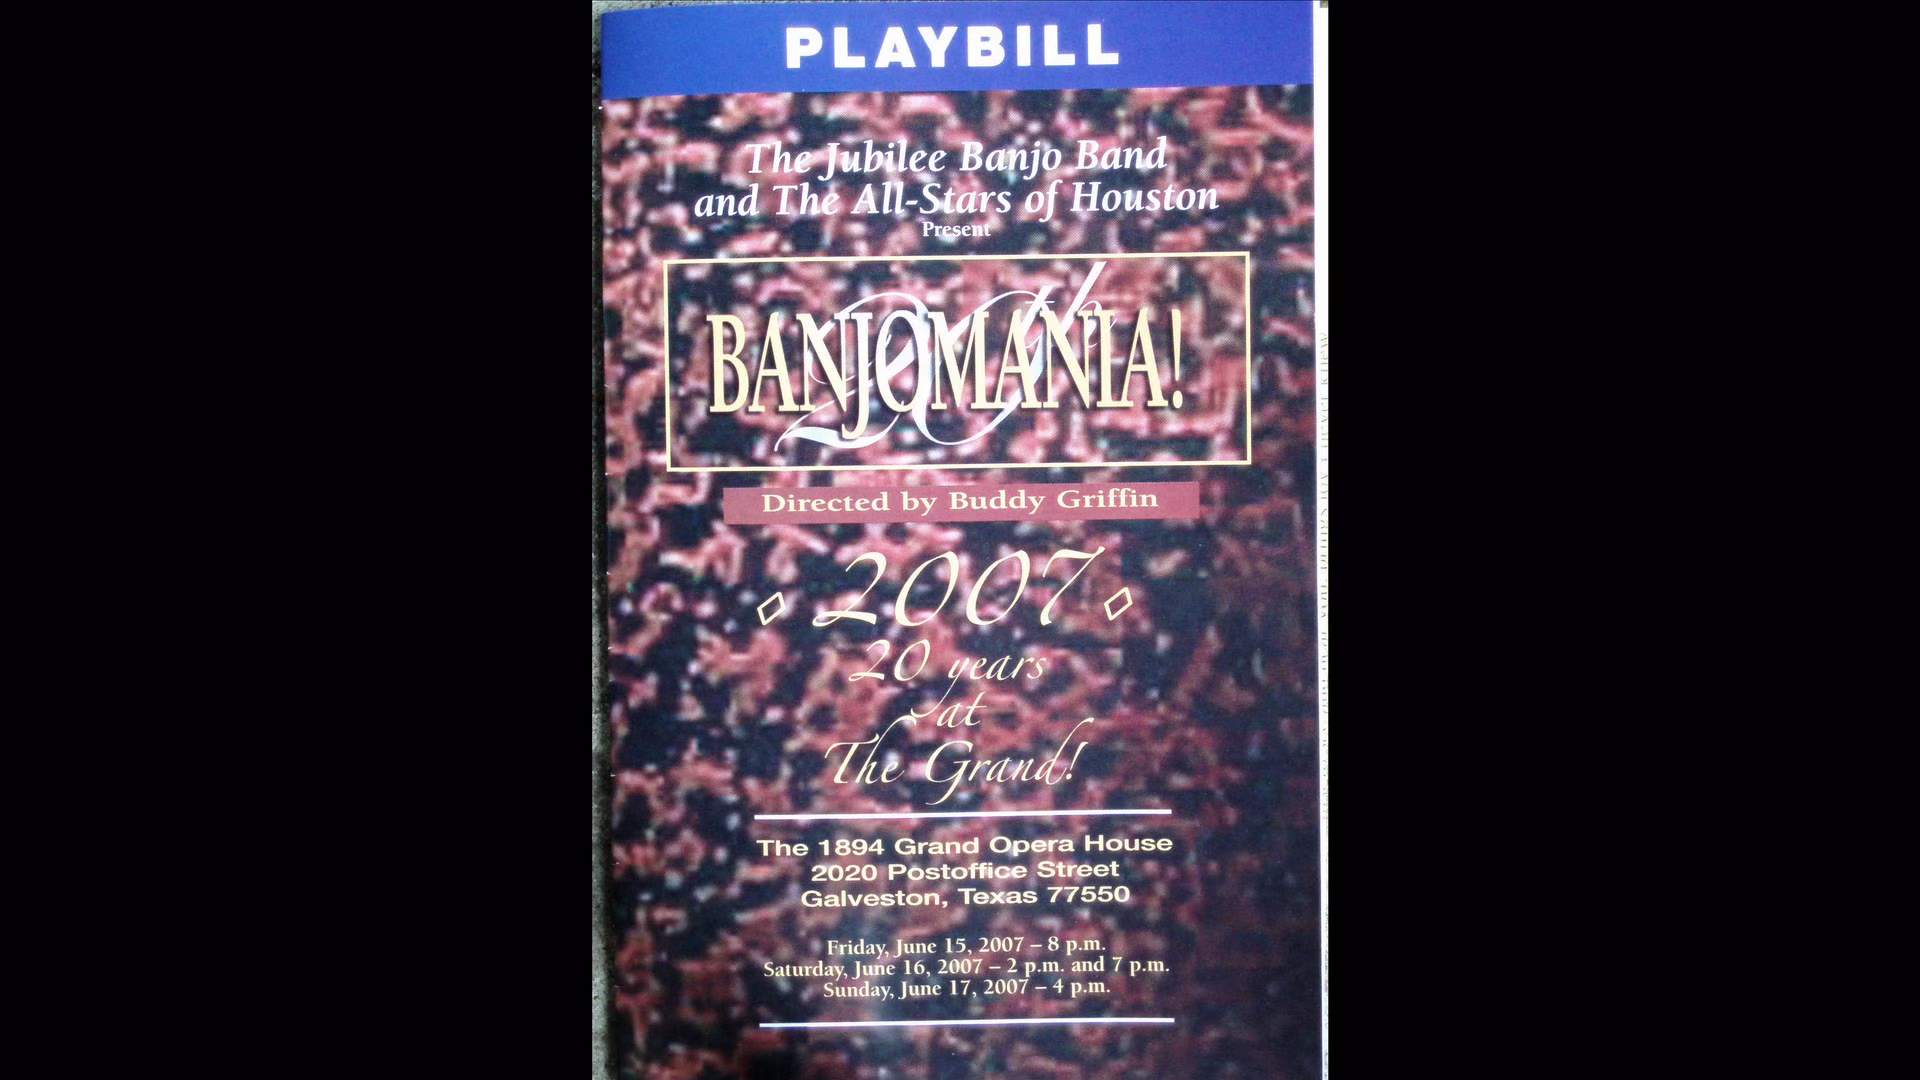 PLAYBILL
The Jubilee Banjo Band
and The All-Stars of Houston
Present
20th
BANJOMANIA!
Directed by Buddy Griffin
2007
20 years
at
The Grand!
The 1894 Grand Opera House
2020 Postoffice Street
Galveston, Texas 77550
Friday, June 15, 2007 – 8 p.m.
Saturday, June 16, 2007 – 2 p.m. and 7 p.m.
Sunday, June 17, 2007 – 4 p.m.